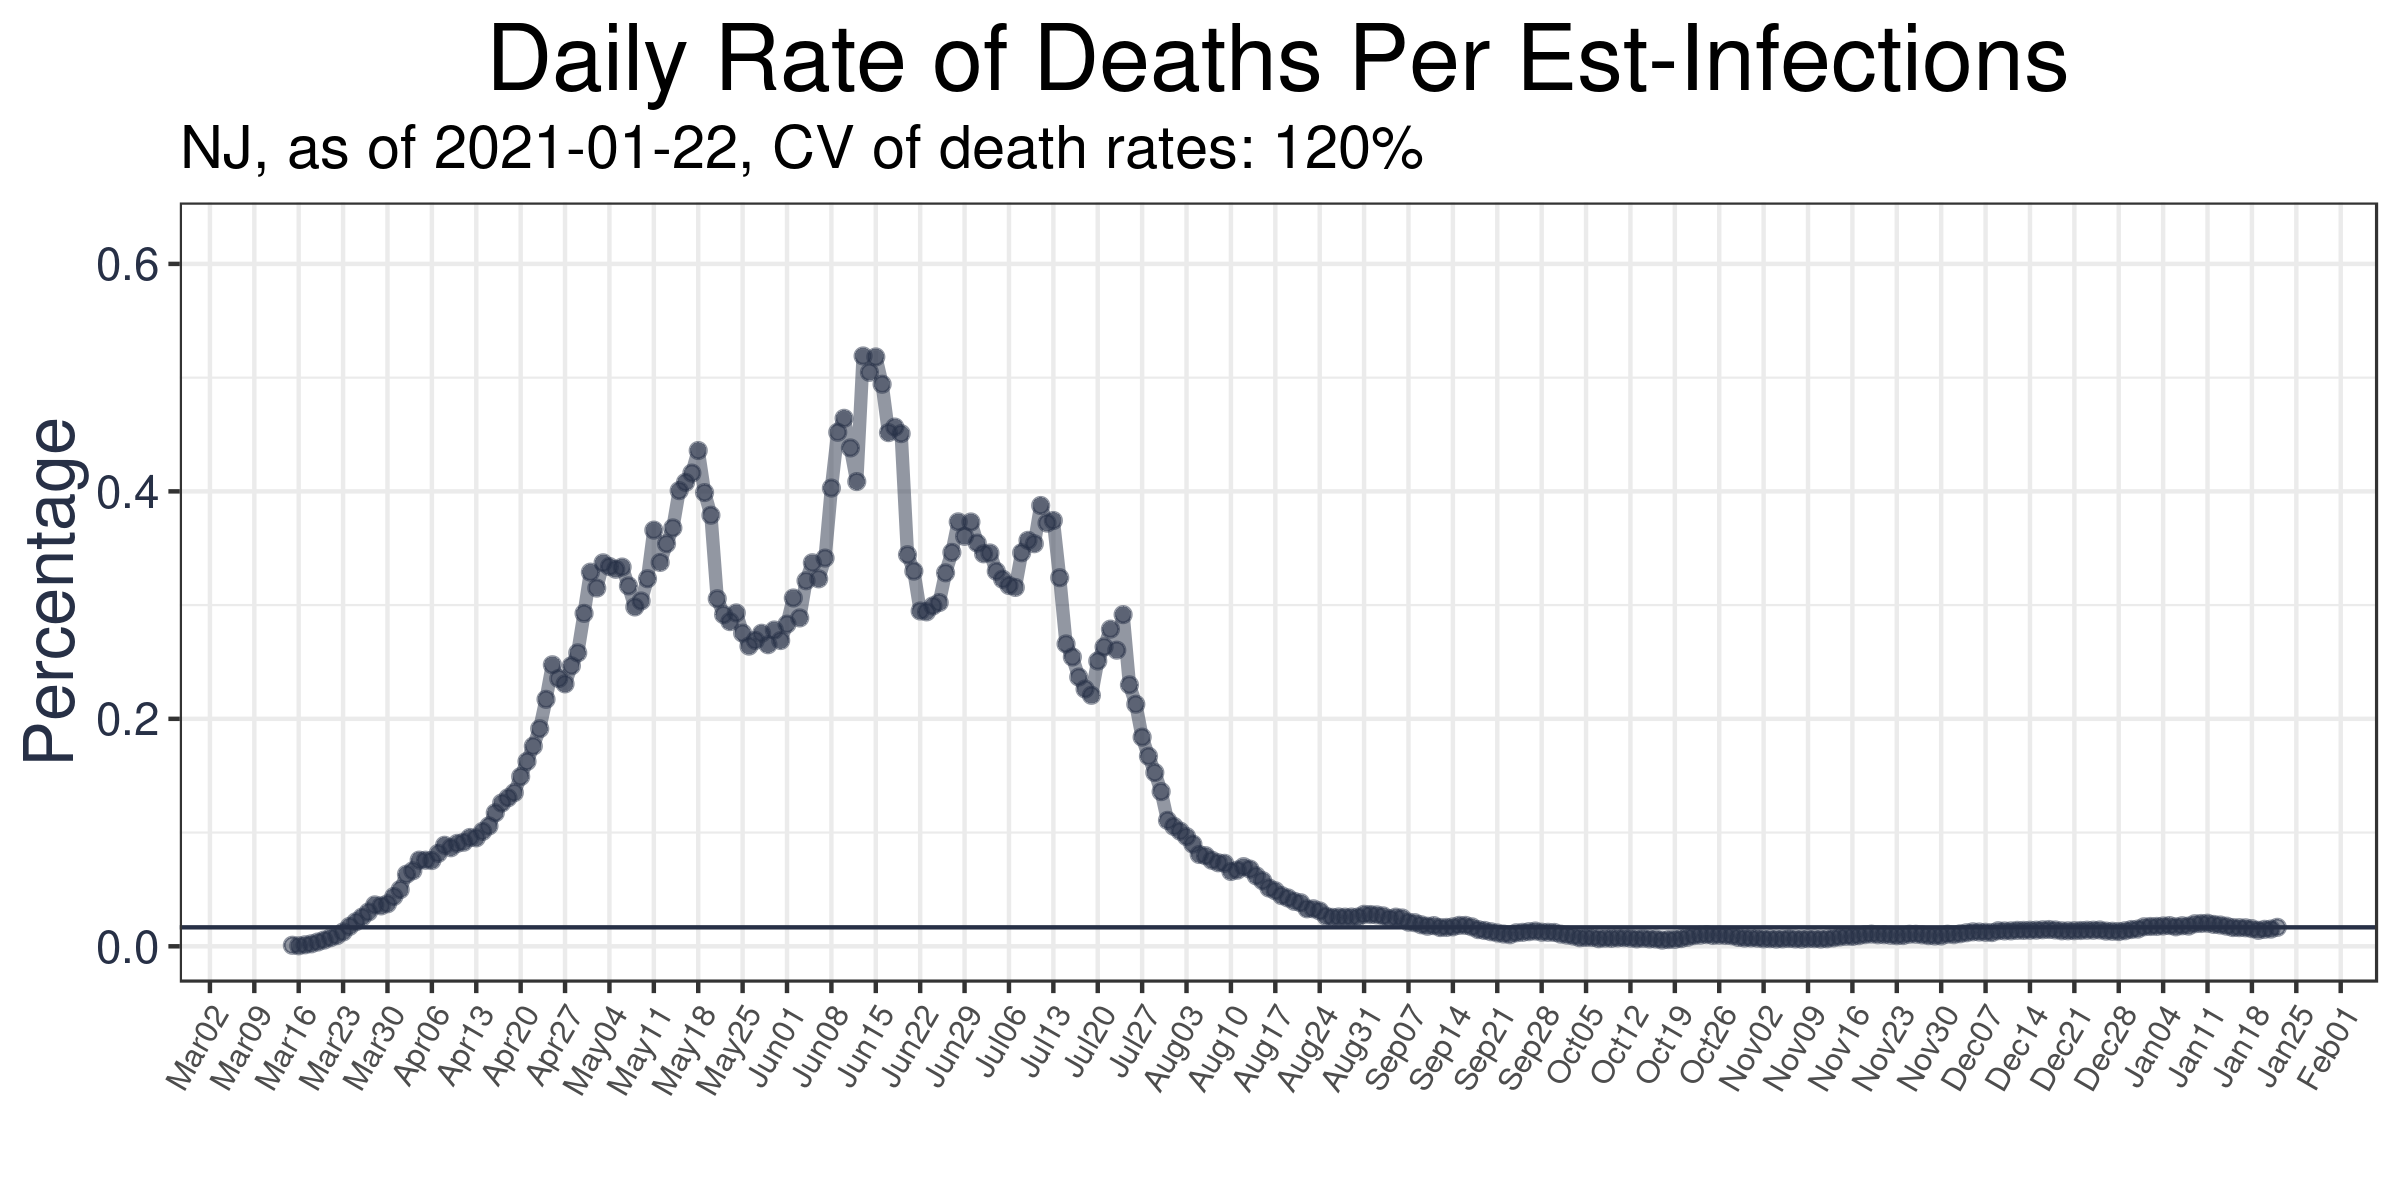 Daily Rate of Deaths Per Est-Infections
NJ, as of 2021-01-22, CV of death rates: 120%
Percentage
0.6
0.4
0.2
0.0
Mar02
Mar09
Mar16
Mar23
Mar30
Apr06
Apr13
Apr20
Apr27
May04
May11
May18
May25
Jun01
Jun08
Jun15
Jun22
Jun29
Jul06
Jul13
Jul20
Jul27
Aug03
Aug10
Aug17
Aug24
Aug31
Sep07
Sep14
Sep21
Sep28
Oct05
Oct12
Oct19
Oct26
Nov02
Nov09
Nov16
Nov23
Nov30
Dec07
Dec14
Dec21
Dec28
Jan04
Jan11
Jan18
Jan25
Feb01